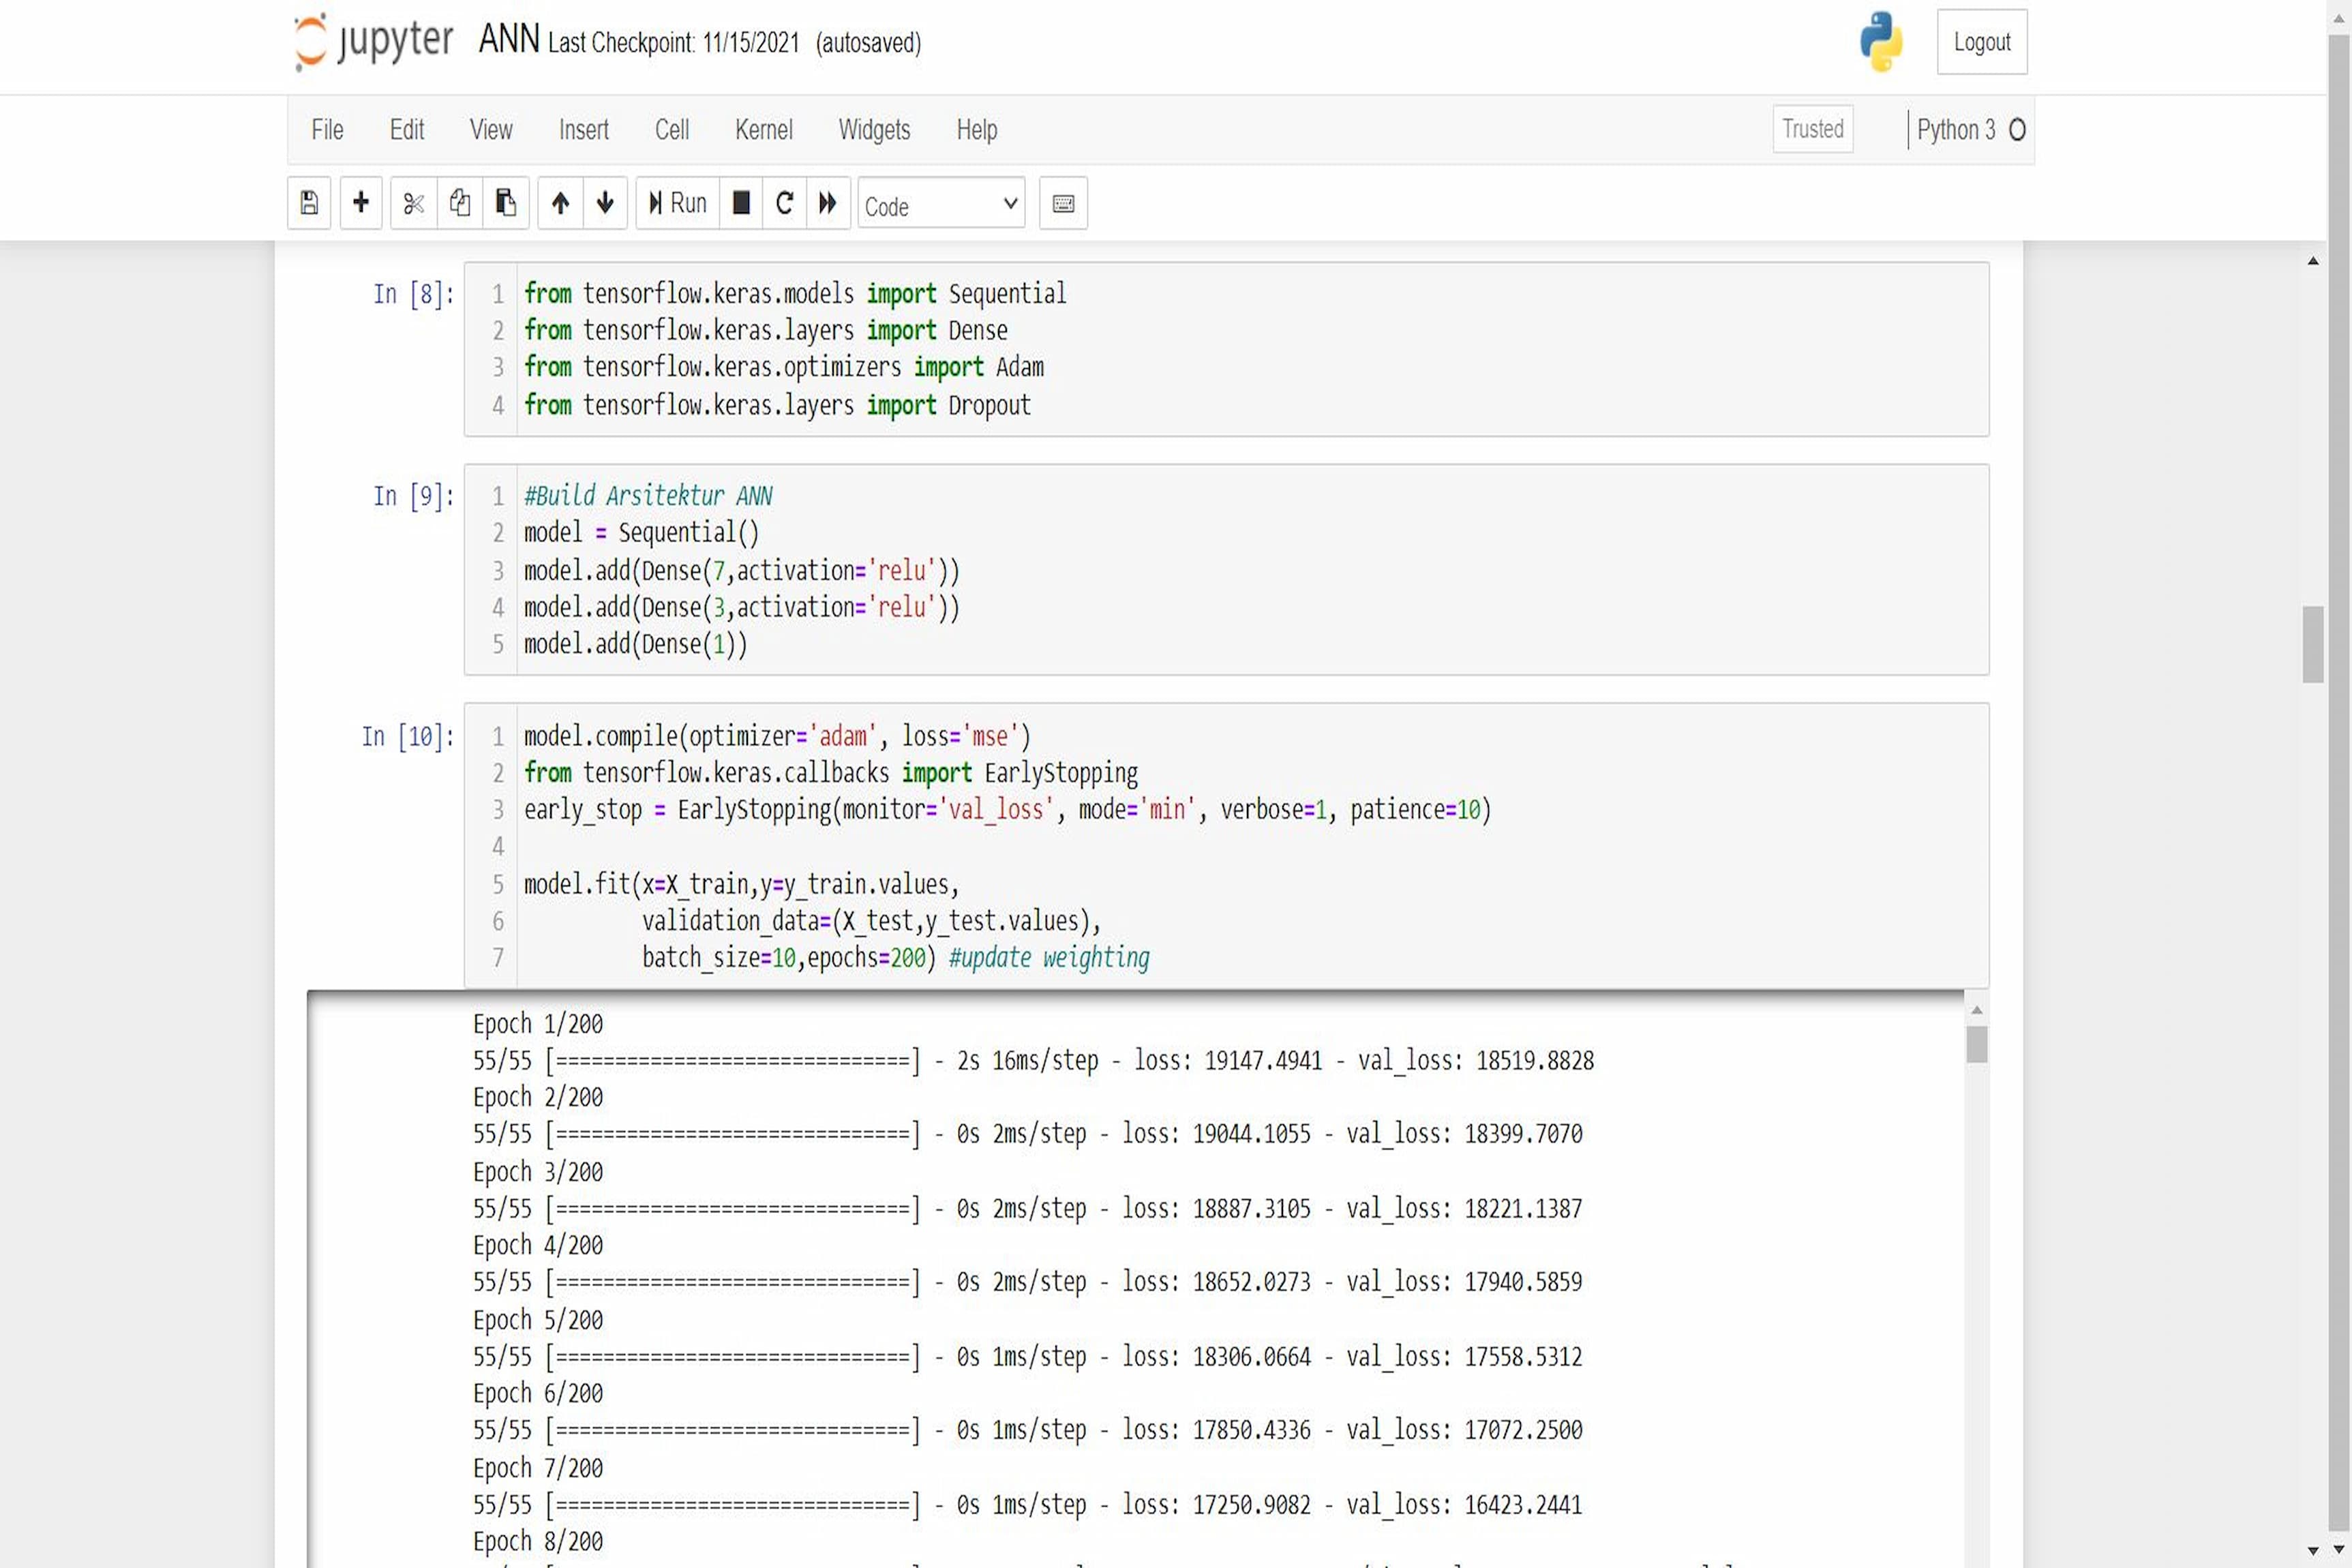 jupyter ANN Last Checkpoint: 11/15/2021 (autosaved) Logout
File Edit View Insert Cell Kernel Widgets Help Trusted Python 3
Run Code
In [8]:
1 from tensorflow.keras.models import Sequential
2 from tensorflow.keras.layers import Dense
3 from tensorflow.keras.optimizers import Adam
4 from tensorflow.keras.layers import Dropout
In [9]:
1 #Build Arsitektur ANN
2 model = Sequential()
3 model.add(Dense(7,activation='relu'))
4 model.add(Dense(3,activation='relu'))
5 model.add(Dense(1))
In [10]:
1 model.compile(optimizer='adam', loss='mse')
2 from tensorflow.keras.callbacks import EarlyStopping
3 early_stop = EarlyStopping(monitor='val_loss', mode='min', verbose=1, patience=10)
4
5 model.fit(x=X_train,y=y_train.values,
6 validation_data=(X_test,y_test.values),
7 batch_size=10,epochs=200) #update weighting
Epoch 1/200
55/55 [==============================] - 2s 16ms/step - loss: 19147.4941 - val_loss: 18519.8828
Epoch 2/200
55/55 [==============================] - 0s 2ms/step - loss: 19044.1055 - val_loss: 18399.7070
Epoch 3/200
55/55 [==============================] - 0s 2ms/step - loss: 18887.3105 - val_loss: 18221.1387
Epoch 4/200
55/55 [==============================] - 0s 2ms/step - loss: 18652.0273 - val_loss: 17940.5859
Epoch 5/200
55/55 [==============================] - 0s 1ms/step - loss: 18306.0664 - val_loss: 17558.5312
Epoch 6/200
55/55 [==============================] - 0s 1ms/step - loss: 17850.4336 - val_loss: 17072.2500
Epoch 7/200
55/55 [==============================] - 0s 1ms/step - loss: 17250.9082 - val_loss: 16423.2441
Epoch 8/200